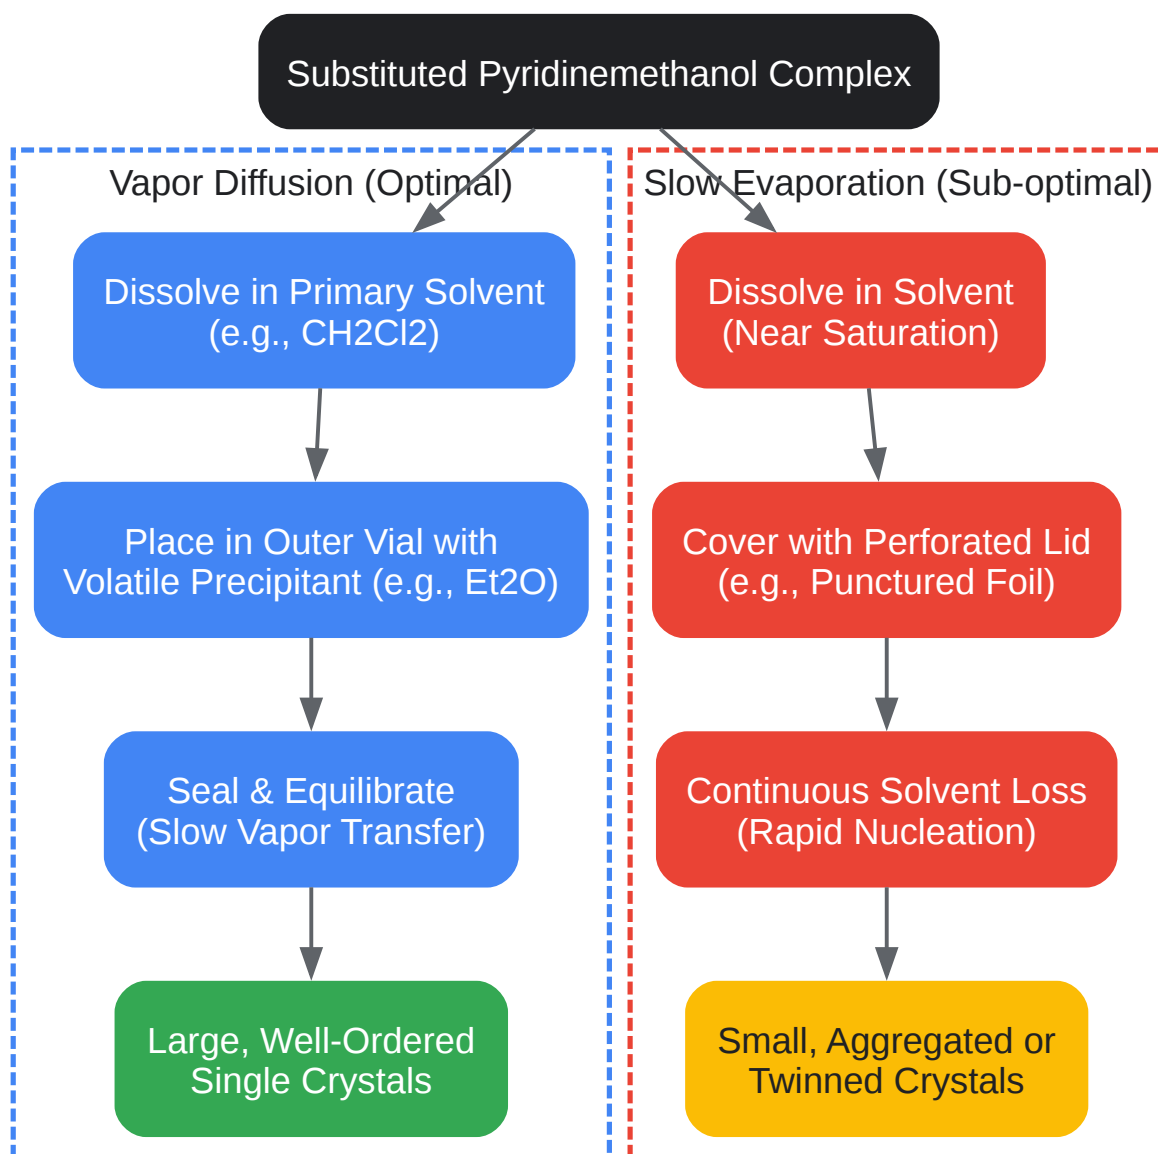 Substituted Pyridinemethanol Complex
Vapor Diffusion (Optimal)
Dissolve in Primary Solvent
(e.g., CH2Cl2)
Place in Outer Vial with
Volatile Precipitant (e.g., Et2O)
Seal & Equilibrate
(Slow Vapor Transfer)
Large, Well-Ordered
Single Crystals
Slow Evaporation (Sub-optimal)
Dissolve in Solvent
(Near Saturation)
Cover with Perforated Lid
(e.g., Punctured Foil)
Continuous Solvent Loss
(Rapid Nucleation)
Small, Aggregated or
Twinned Crystals